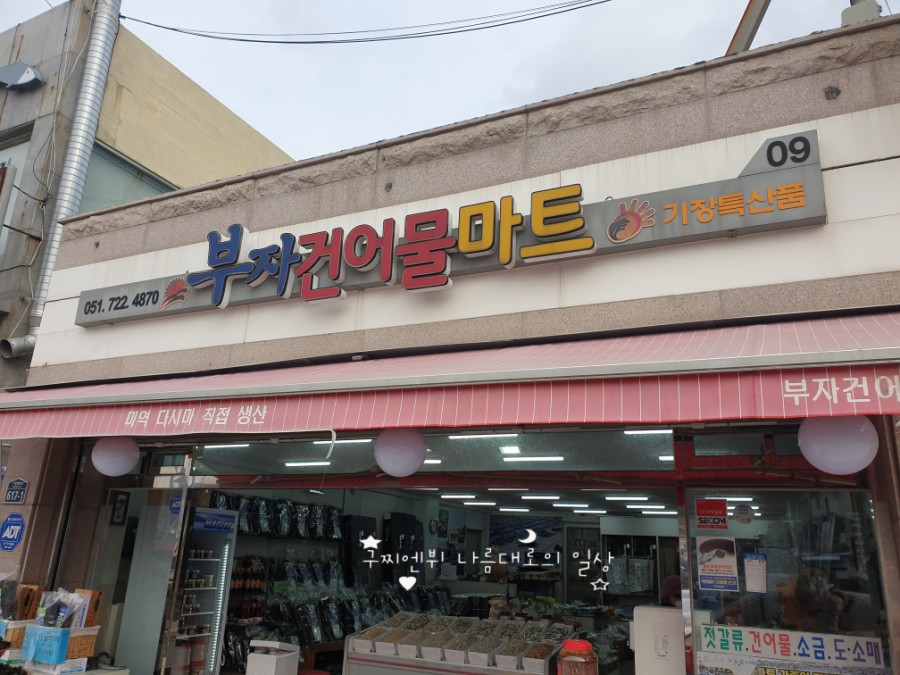 09
051. 722. 4870 부자건어물마트 기장특산품
미역 다시마 직접 생산
부자건어
617-1
ADT
SECOM
구찌엔뷔 나름대로의 일상
젓갈류.건어물.소금.도·소매